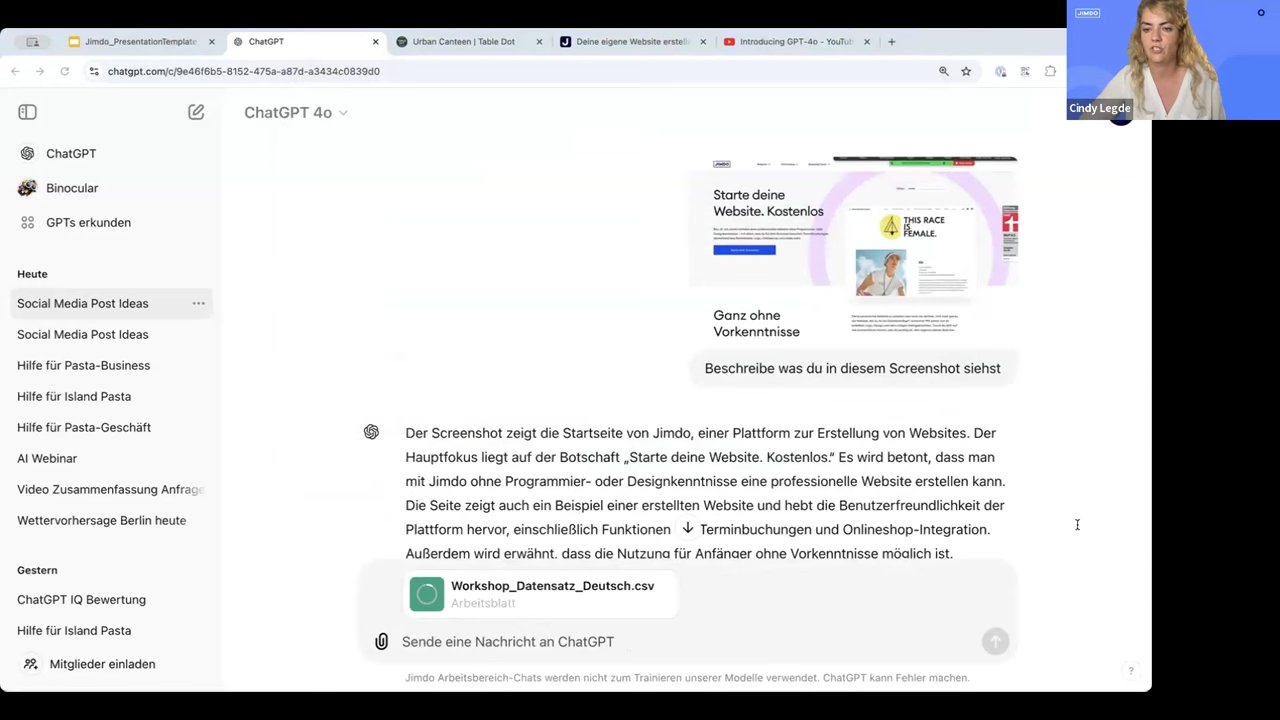 Jimdo_PresentationTemplate
ChatGPT
Urban Canteen | Table Dot
Deine eigene Website erstell
Introducing GPT-4o - YouTub
chatgpt.com/c/9e46f6b5-8152-475a-a87d-a3434c0839d0
JIMDO
Cindy Legde
ChatGPT 4o
ChatGPT
Binocular
GPTs erkunden
Heute
Social Media Post Ideas
Social Media Post Ideas
Hilfe für Pasta-Business
Hilfe für Island Pasta
Hilfe für Pasta-Geschäft
AI Webinar
Video Zusammenfassung Anfrage
Wettervorhersage Berlin heute
Gestern
ChatGPT IQ Bewertung
Hilfe für Island Pasta
Mitglieder einladen
JIMDO
Starte deine
Website. Kostenlos
THIS RACE
IS
FEMALE.
Ganz ohne
Vorkenntnisse
Beschreibe was du in diesem Screenshot siehst
Der Screenshot zeigt die Startseite von Jimdo, einer Plattform zur Erstellung von Websites. Der
Hauptfokus liegt auf der Botschaft „Starte deine Website. Kostenlos.“ Es wird betont, dass man
mit Jimdo ohne Programmier- oder Designkenntnisse eine professionelle Website erstellen kann.
Die Seite zeigt auch ein Beispiel einer erstellten Website und hebt die Benutzerfreundlichkeit der
Plattform hervor, einschließlich Funktionen Terminbuchungen und Onlineshop-Integration.
Außerdem wird erwähnt, dass die Nutzung für Anfänger ohne Vorkenntnisse möglich ist.
Workshop_Datensatz_Deutsch.csv
Arbeitsblatt
Sende eine Nachricht an ChatGPT
Jimdo Arbeitsbereich-Chats werden nicht zum Trainieren unserer Modelle verwendet. ChatGPT kann Fehler machen.
?